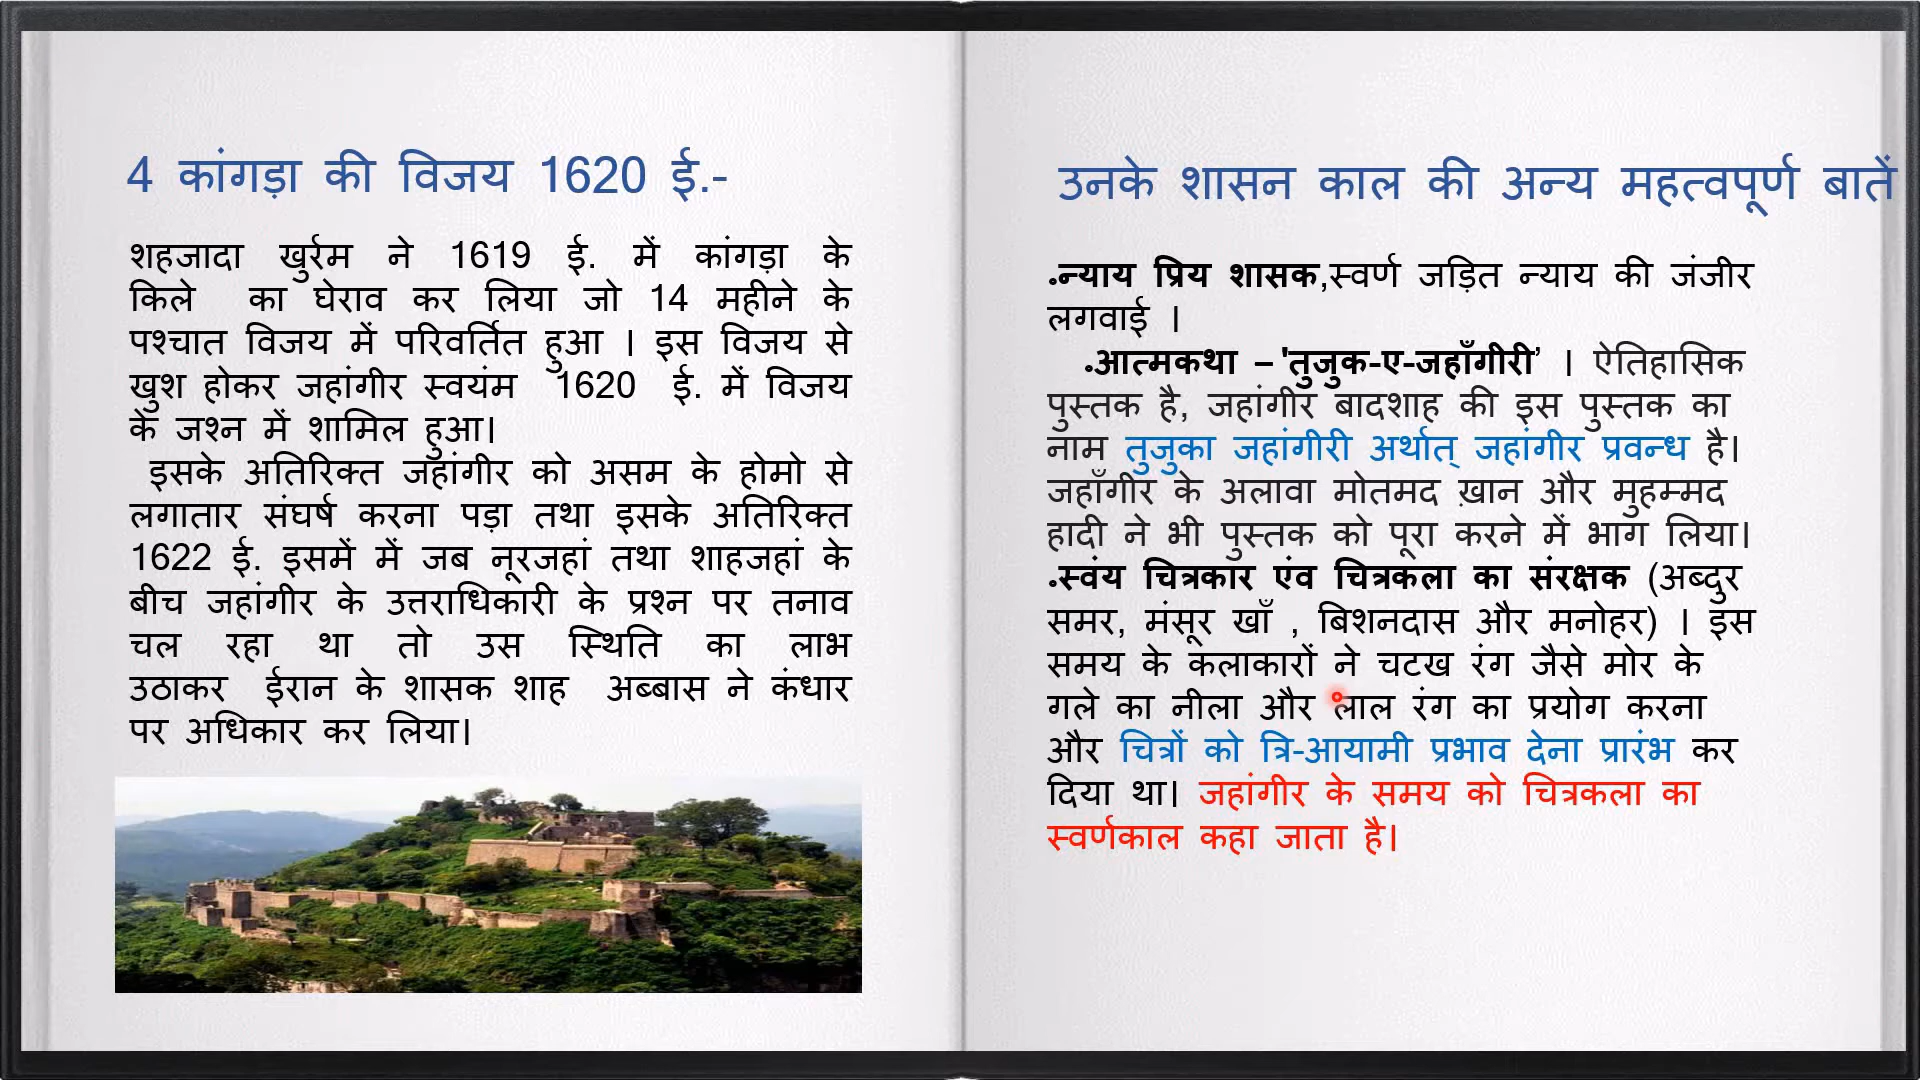 4 कांगड़ा की विजय 1620 ई.-
शहजादा खुर्रम ने 1619 ई. में कांगड़ा के
किले का घेराव कर लिया जो 14 महीने के
पश्चात विजय में परिवर्तित हुआ । इस विजय से
खुश होकर जहांगीर स्वयंम 1620 ई. में विजय
के जश्न में शामिल हुआ।
इसके अतिरिक्त जहांगीर को असम के होमो से
लगातार संघर्ष करना पड़ा तथा इसके अतिरिक्त
1622 ई. इसमें में जब नूरजहां तथा शाहजहां के
बीच जहांगीर के उत्तराधिकारी के प्रश्न पर तनाव
चल रहा था तो उस स्थिति का लाभ
उठाकर ईरान के शासक शाह अब्बास ने कंधार
पर अधिकार कर लिया।
उनके शासन काल की अन्य महत्वपूर्ण बातें
•न्याय प्रिय शासक,स्वर्ण जड़ित न्याय की जंजीर
लगवाई ।
•आत्मकथा – 'तुजुक-ए-जहाँगीरी’ । ऐतिहासिक
पुस्तक है, जहांगीर बादशाह की इस पुस्तक का
नाम तुजुका जहांगीरी अर्थात् जहांगीर प्रवन्ध है।
जहाँगीर के अलावा मोतमद ख़ान और मुहम्मद
हादी ने भी पुस्तक को पूरा करने में भाग लिया।
•स्वंय चित्रकार एंव चित्रकला का संरक्षक (अब्दुर
समर, मंसूर खाँ , बिशनदास और मनोहर) । इस
समय के कलाकारों ने चटख रंग जैसे मोर के
गले का नीला और लाल रंग का प्रयोग करना
और चित्रों को त्रि-आयामी प्रभाव देना प्रारंभ कर
दिया था। जहांगीर के समय को चित्रकला का
स्वर्णकाल कहा जाता है।